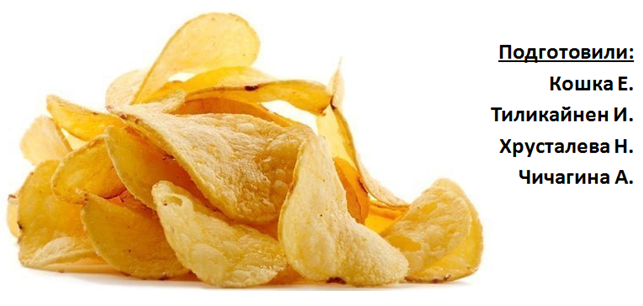 Подготовили:
Кошка Е.
Тиликайнен И.
Хрусталева Н.
Чичагина А.